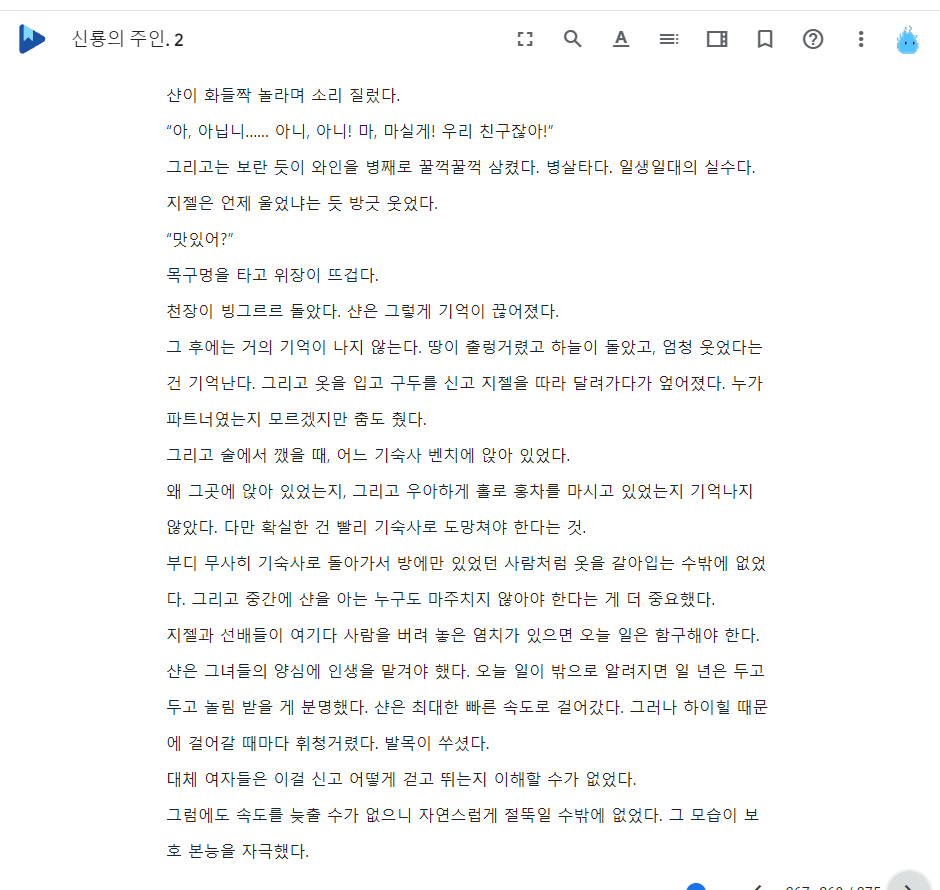 신룡의 주인. 2
샨이 화들짝 놀라며 소리 질렀다.
“아, 아닙니…… 아니, 아니! 마, 마실게! 우리 친구잖아!”
그리고는 보란 듯이 와인을 병째로 꿀꺽꿀꺽 삼켰다. 병살타다. 일생일대의 실수다.
지젤은 언제 울었냐는 듯 방긋 웃었다.
“맛있어?”
목구멍을 타고 위장이 뜨겁다.
천장이 빙그르르 돌았다. 샨은 그렇게 기억이 끊어졌다.
그 후에는 거의 기억이 나지 않는다. 땅이 출렁거렸고 하늘이 돌았고, 엄청 웃었다는
건 기억난다. 그리고 옷을 입고 구두를 신고 지젤을 따라 달려가다가 엎어졌다. 누가
파트너였는지 모르겠지만 춤도 췄다.
그리고 술에서 깼을 때, 어느 기숙사 벤치에 앉아 있었다.
왜 그곳에 앉아 있었는지, 그리고 우아하게 홀로 홍차를 마시고 있었는지 기억나지
않았다. 다만 확실한 건 빨리 기숙사로 도망쳐야 한다는 것.
부디 무사히 기숙사로 돌아가서 방에만 있었던 사람처럼 옷을 갈아입는 수밖에 없었
다. 그리고 중간에 샨을 아는 누구도 마주치지 않아야 한다는 게 더 중요했다.
지젤과 선배들이 여기다 사람을 버려 놓은 염치가 있으면 오늘 일은 함구해야 한다.
샨은 그녀들의 양심에 인생을 맡겨야 했다. 오늘 일이 밖으로 알려지면 일 년은 두고
두고 놀림 받을 게 분명했다. 샨은 최대한 빠른 속도로 걸어갔다. 그러나 하이힐 때문
에 걸어갈 때마다 휘청거렸다. 발목이 쑤셨다.
대체 여자들은 이걸 신고 어떻게 걷고 뛰는지 이해할 수가 없었다.
그럼에도 속도를 늦출 수가 없으니 자연스럽게 절뚝일 수밖에 없었다. 그 모습이 보
호 본능을 자극했다.